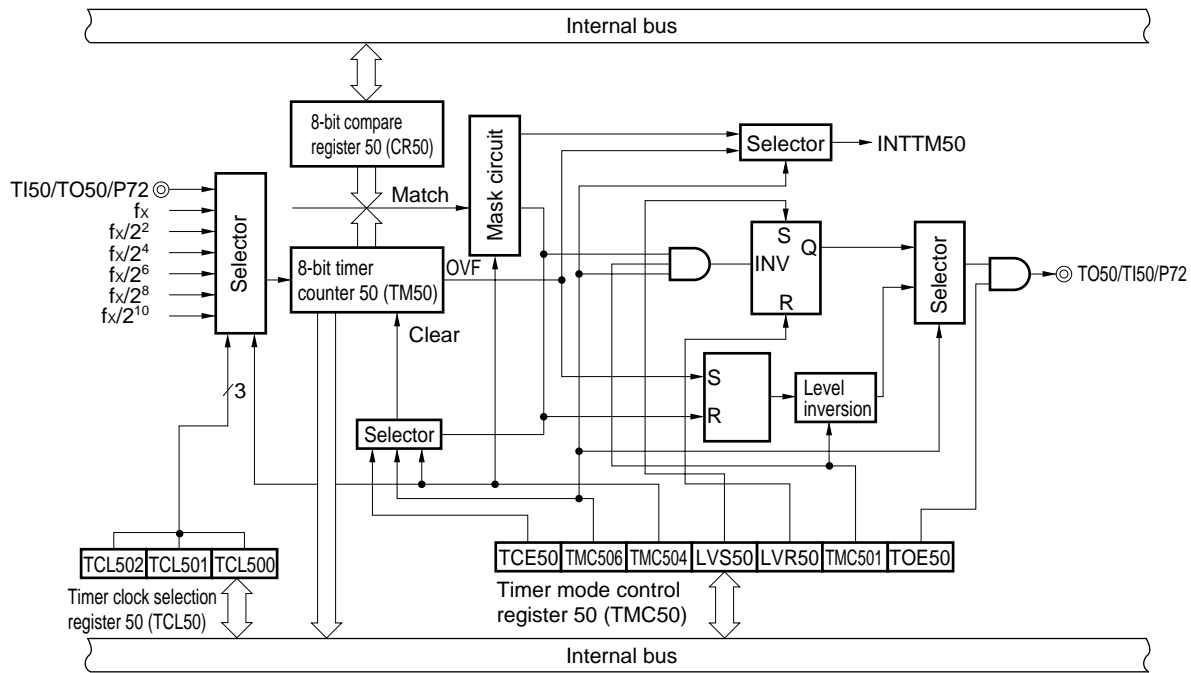 Internal bus
8-bit compare
register 50 (CR50)
Mask circuit
Selector
INTTM50
TI50/TO50/P72
Match
fX
fX/2²
fX/2⁴
fX/2⁶
fX/2⁸
fX/2¹⁰
Selector
8-bit timer
counter 50 (TM50)
OVF
Clear
S
Q
INV
R
Selector
TO50/TI50/P72
3
S
R
Level
inversion
Selector
TCL502 TCL501 TCL500
Timer clock selection
register 50 (TCL50)
TCE50 TMC506 TMC504 LVS50 LVR50 TMC501 TOE50
Timer mode control
register 50 (TMC50)
Internal bus